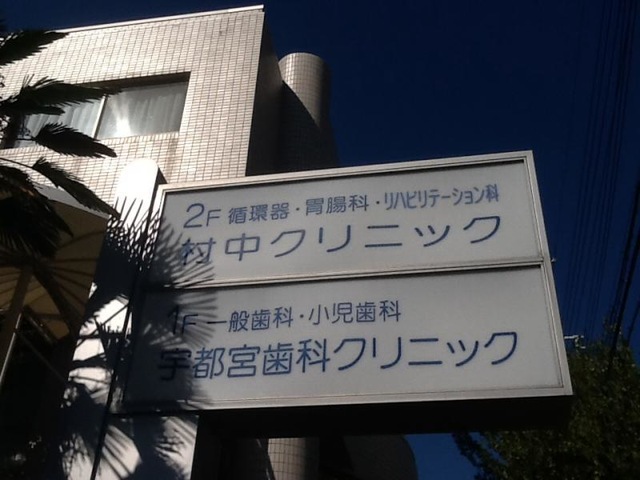 2F 循環器・胃腸科・リハビリテーション科
村中クリニック
1F 一般歯科・小児歯科
宇都宮歯科クリニック